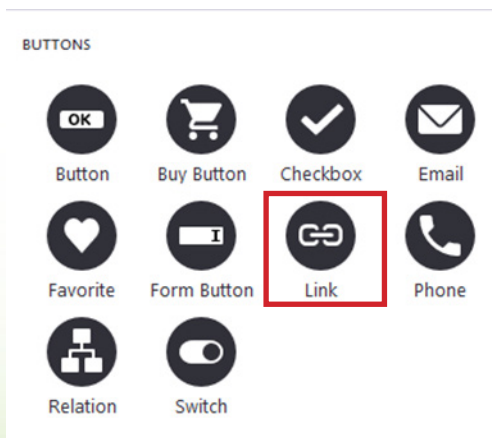 BUTTONS
OK
Button Buy Button Checkbox Email
I
Favorite Form Button Link Phone
Relation Switch